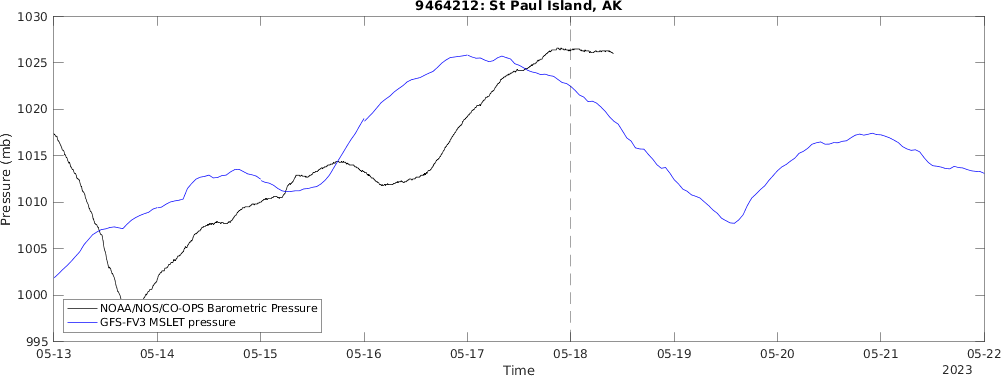 9464212: St Paul Island, AK
1030
1025
1020
1015
1010
1005
1000
995
Pressure (mb)
NOAA/NOS/CO-OPS Barometric Pressure
GFS-FV3 MSLET pressure
05-13 05-14 05-15 05-16 05-17 05-18 05-19 05-20 05-21 05-22
Time
2023